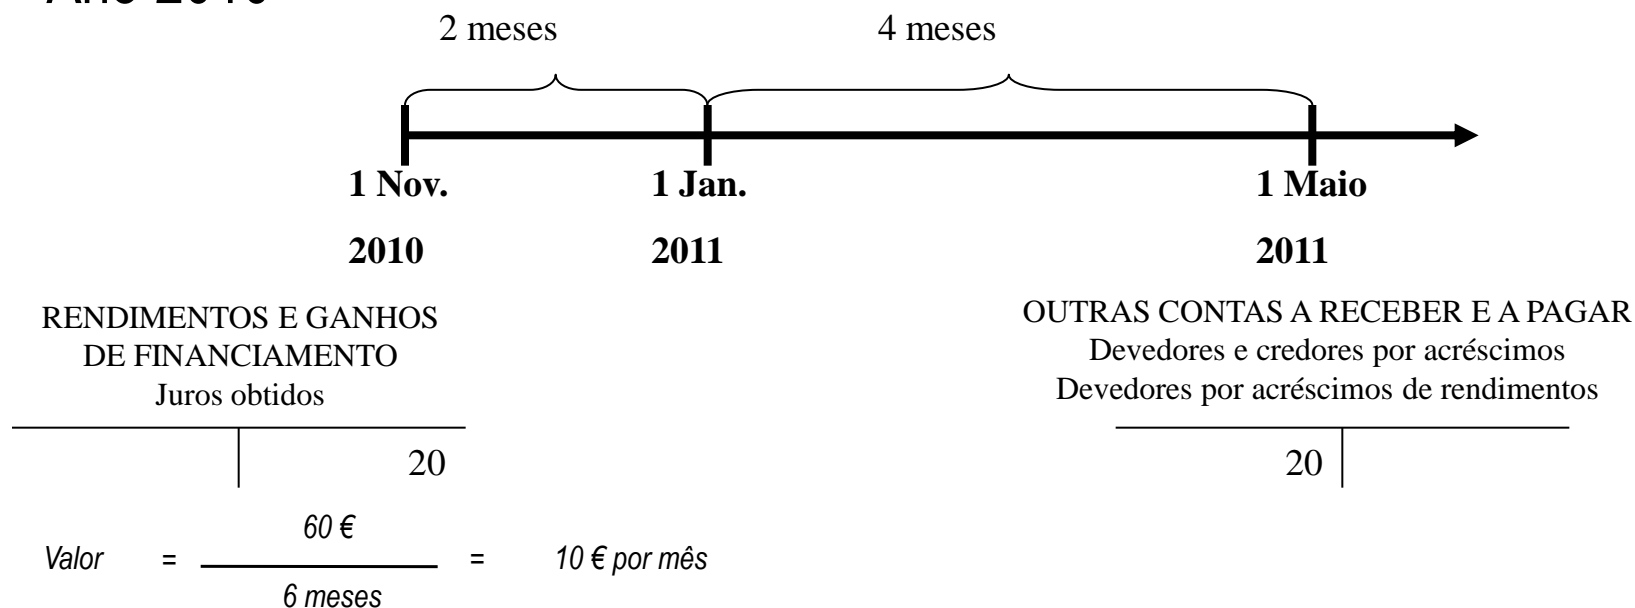 Ano 2010
2 meses 4 meses
1 Nov. 1 Jan. 1 Maio
2010 2011 2011
RENDIMENTOS E GANHOS
DE FINANCIAMENTO
Juros obtidos
20
OUTRAS CONTAS A RECEBER E A PAGAR
Devedores e credores por acréscimos
Devedores por acréscimos de rendimentos
20
60 €
Valor = = 10 € por mês
6 meses